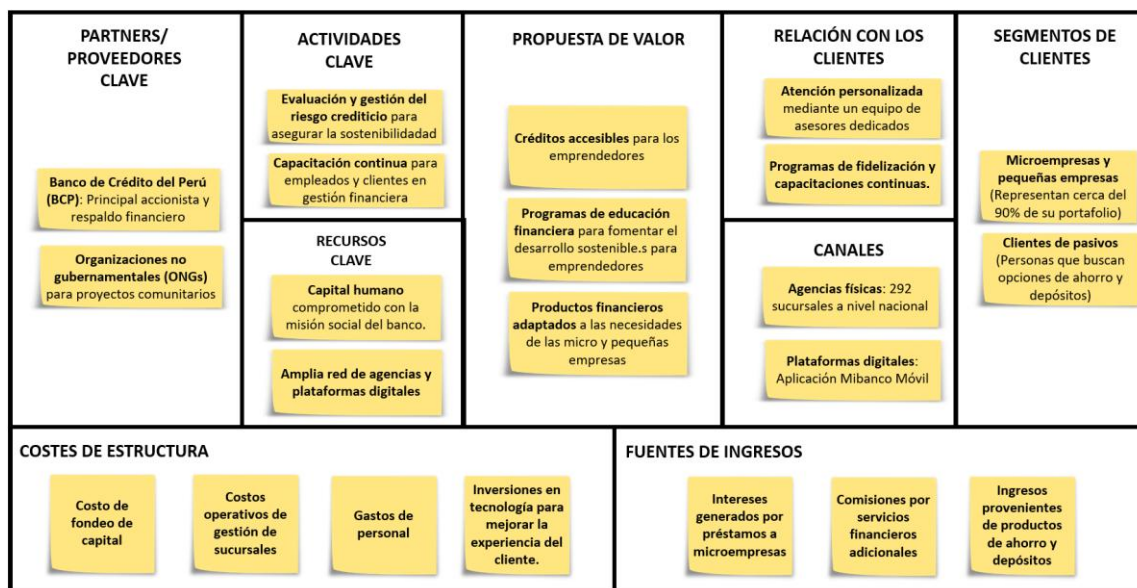 PARTNERS/
PROVEEDORES
CLAVE
Banco de Crédito del Perú
(BCP): Principal accionista y
respaldo financiero
Organizaciones no
gubernamentales (ONGs)
para proyectos comunitarios
ACTIVIDADES
CLAVE
Evaluación y gestión del
riesgo crediticio para
asegurar la sostenibilidadad
Capacitación continua para
empleados y clientes en
gestión financiera
RECURSOS
CLAVE
Capital humano
comprometido con la
misión social del banco.
Amplia red de agencias y
plataformas digitales
PROPUESTA DE VALOR
Créditos accesibles para los
emprendedores
Programas de educación
financiera para fomentar el
desarrollo sostenible.s para
emprendedores
Productos financieros
adaptados a las necesidades
de las micro y pequeñas
empresas
RELACIÓN CON LOS
CLIENTES
Atención personalizada
mediante un equipo de
asesores dedicados
Programas de fidelización y
capacitaciones continuas.
CANALES
Agencias físicas: 292
sucursales a nivel nacional
Plataformas digitales:
Aplicación Mibanco Móvil
SEGMENTOS DE
CLIENTES
Microempresas y
pequeñas empresas
(Representan cerca del
90% de su portafolio)
Clientes de pasivos
(Personas que buscan
opciones de ahorro y
depósitos)
COSTES DE ESTRUCTURA
Costo de
fondeo de
capital
Costos
operativos de
gestión de
sucursales
Gastos de
personal
Inversiones en
tecnología para
mejorar la
experiencia del
cliente.
FUENTES DE INGRESOS
Intereses
generados por
préstamos a
microempresas
Comisiones por
servicios
financieros
adicionales
Ingresos
provenientes
de productos
de ahorro y
depósitos